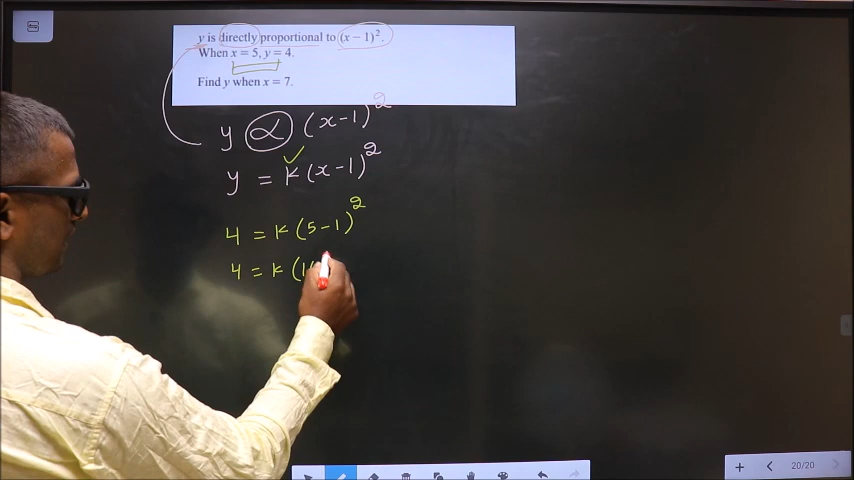 y is directly proportional to (x − 1)².
When x = 5, y = 4.
Find y when x = 7.
y ∝ (x-1)²
y = k(x-1)²
4 = k(5-1)²
4 = k(1
20/20